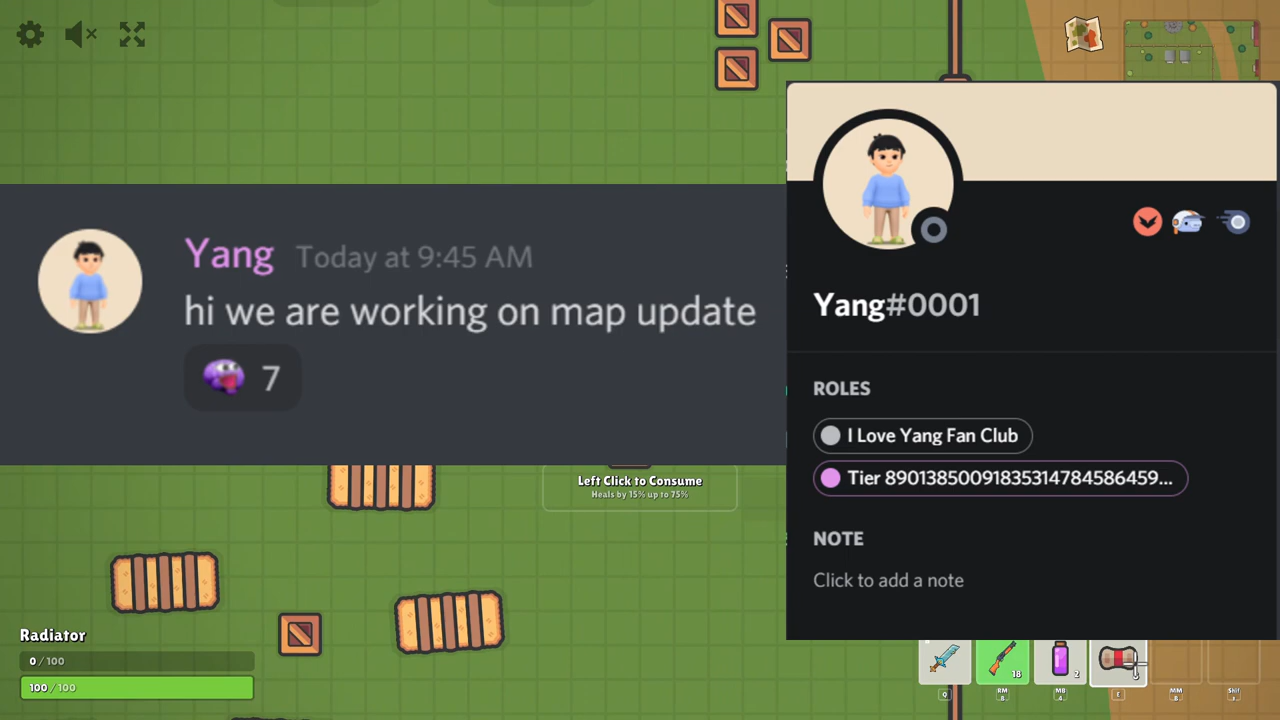 Yang Today at 9:45 AM
hi we are working on map update
7
Yang#0001
ROLES
I Love Yang Fan Club
Tier 89013850091835314784586459...
NOTE
Click to add a note
Left Click to Consume
Heals by 15% up to 75%
Radiator
0 / 100
100 / 100
18
2